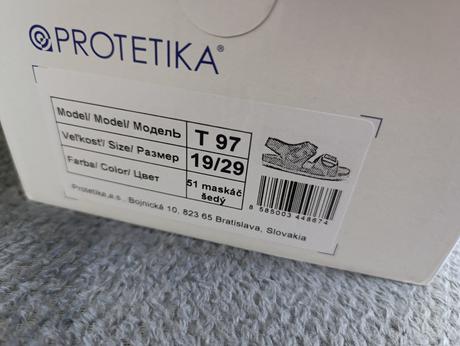 PROTETIKA®
Model/ Model/ МоделЬ T 97
Veľkosť/ Size/ Размер 19/29
Farba/ Color/ Цвет 51 maskáč šedý
8 585003 448674
Protetika,a.s., Bojnická 10, 823 65 Bratislava, Slovakia